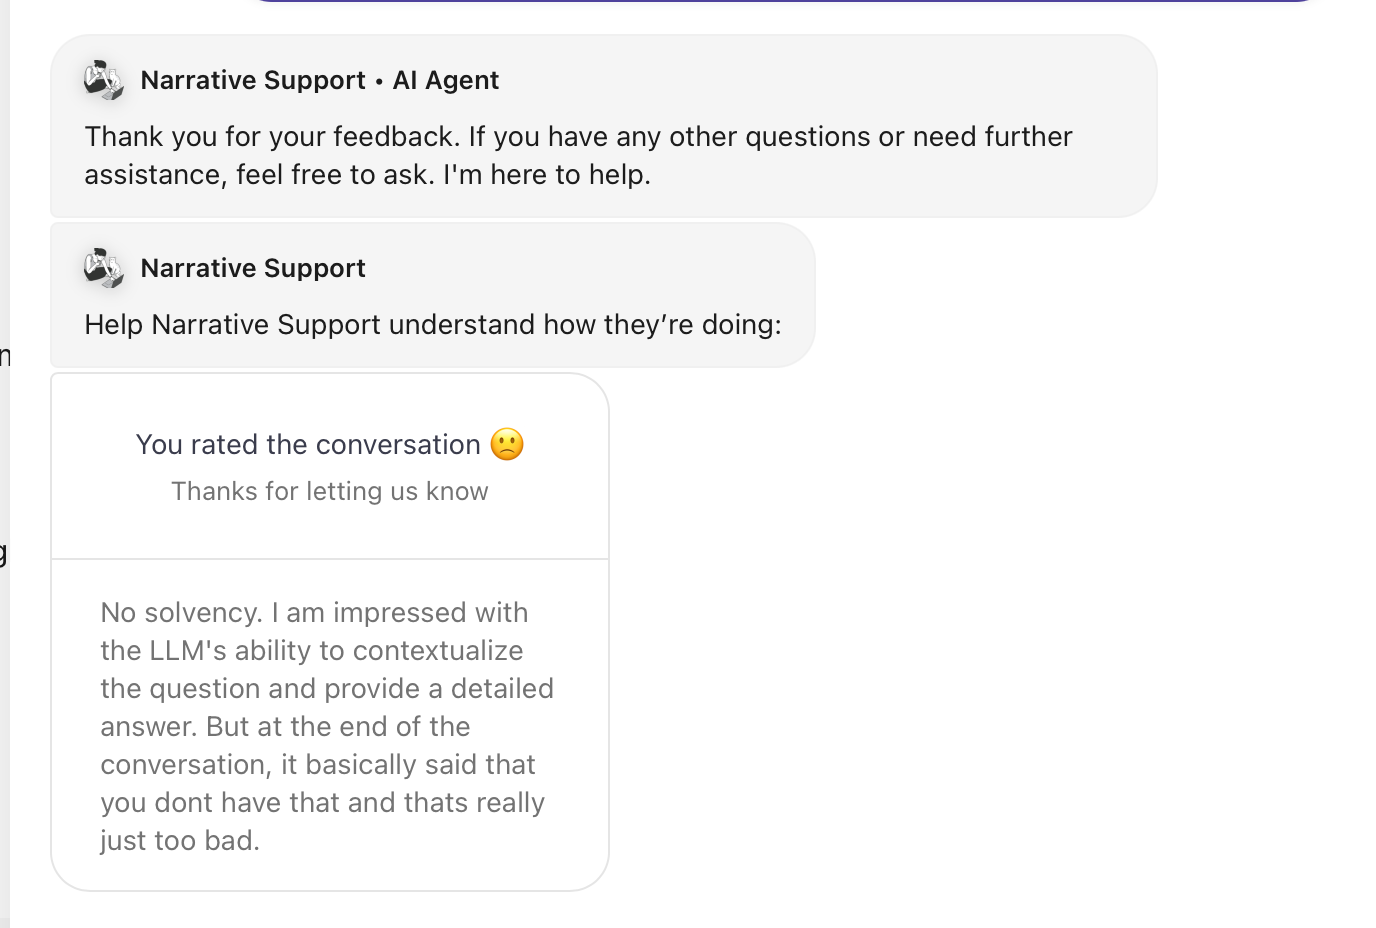 Narrative Support • AI Agent
Thank you for your feedback. If you have any other questions or need further
assistance, feel free to ask. I'm here to help.
Narrative Support
Help Narrative Support understand how they’re doing:
n
You rated the conversation 🙁
Thanks for letting us know
g
No solvency. I am impressed with
the LLM's ability to contextualize
the question and provide a detailed
answer. But at the end of the
conversation, it basically said that
you dont have that and thats really
just too bad.